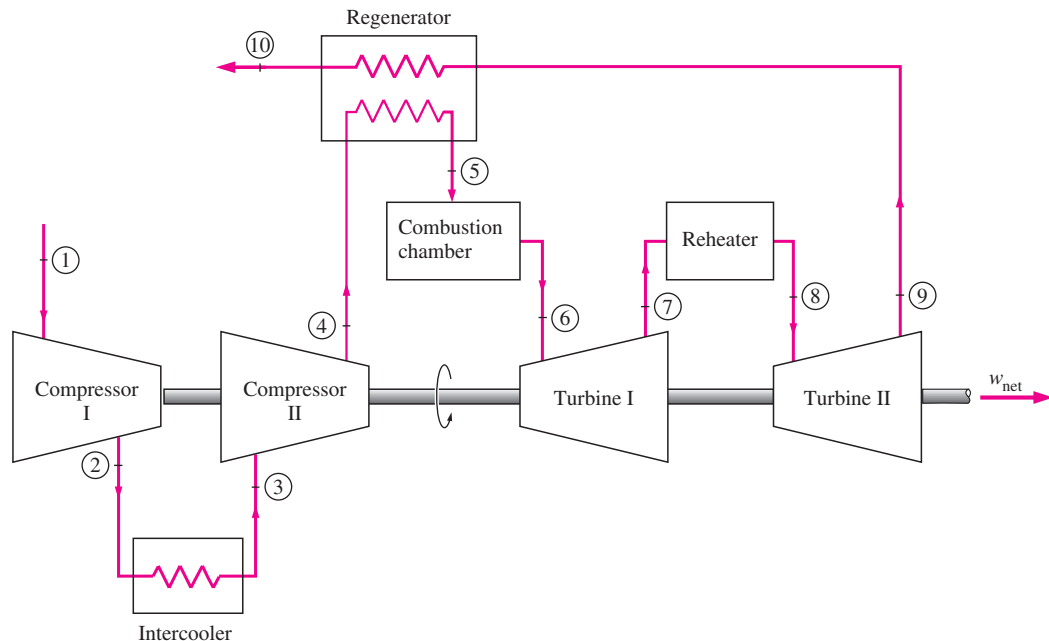 Regenerator
10
5
Combustion
chamber
Reheater
1
4
6
7
8
9
Compressor
I
Compressor
II
Turbine I
Turbine II
wnet
2
3
Intercooler